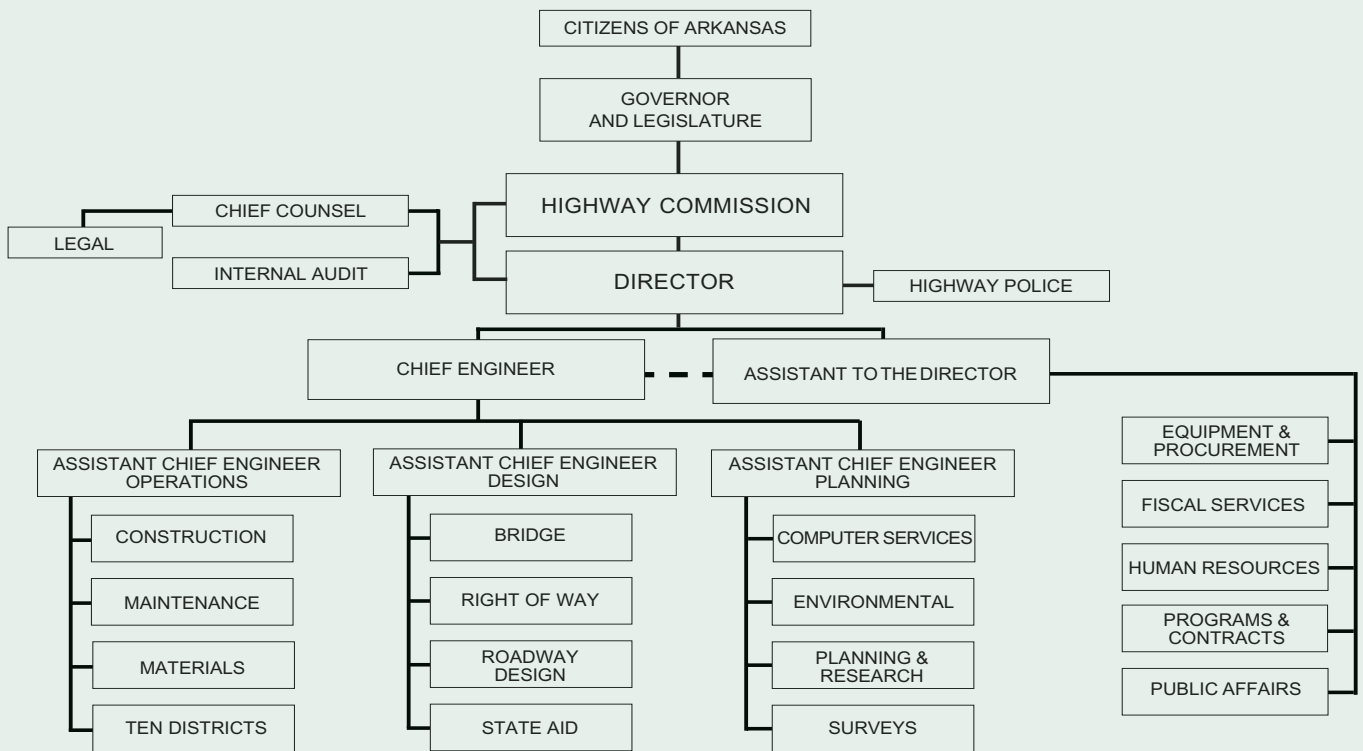 CITIZENS OF ARKANSAS
GOVERNOR
AND LEGISLATURE
HIGHWAY COMMISSION
CHIEF COUNSEL
LEGAL
INTERNAL AUDIT
DIRECTOR
HIGHWAY POLICE
CHIEF ENGINEER
ASSISTANT TO THE DIRECTOR
ASSISTANT CHIEF ENGINEER
OPERATIONS
CONSTRUCTION
MAINTENANCE
MATERIALS
TEN DISTRICTS
ASSISTANT CHIEF ENGINEER
DESIGN
BRIDGE
RIGHT OF WAY
ROADWAY
DESIGN
STATE AID
ASSISTANT CHIEF ENGINEER
PLANNING
COMPUTER SERVICES
ENVIRONMENTAL
PLANNING &
RESEARCH
SURVEYS
EQUIPMENT &
PROCUREMENT
FISCAL SERVICES
HUMAN RESOURCES
PROGRAMS &
CONTRACTS
PUBLIC AFFAIRS